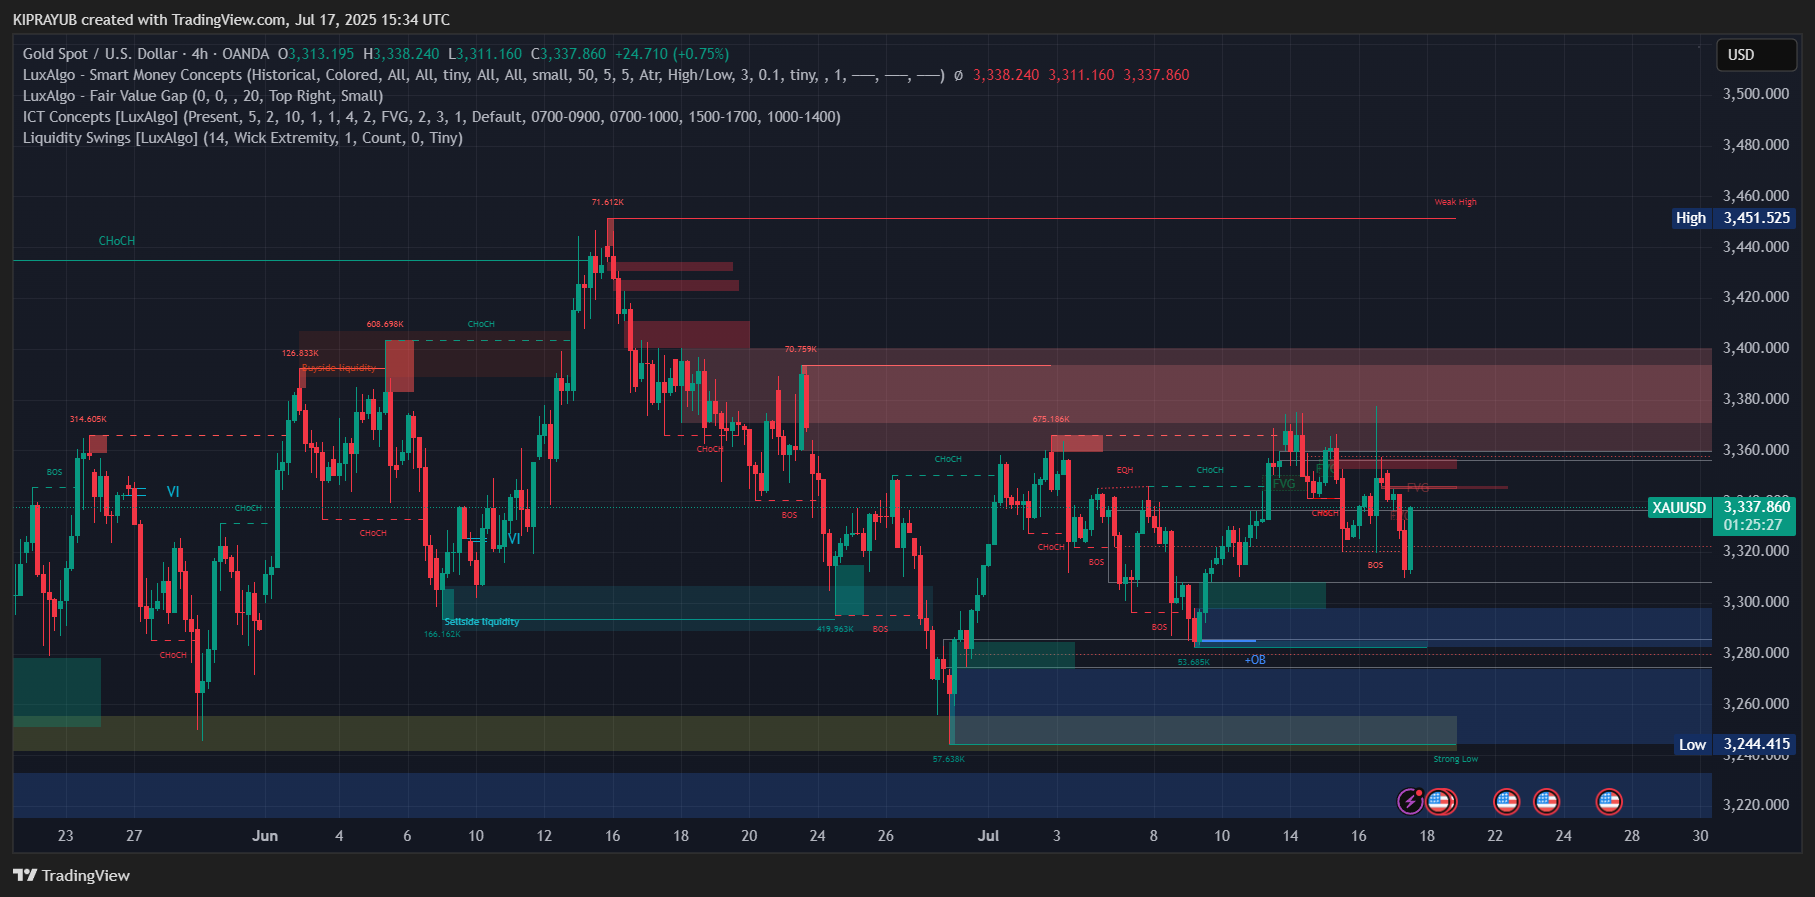 KIPRAYUB created with TradingView.com, Jul 17, 2025 15:34 UTC
Gold Spot / U.S. Dollar · 4h · OANDA O3,313.195 H3,338.240 L3,311.160 C3,337.860 +24.710 (+0.75%)
LuxAlgo - Smart Money Concepts (Historical, Colored, All, All, tiny, All, All, small, 50, 5, 5, Atr, High/Low, 3, 0.1, tiny, , 1, ───, ───, ───) ø 3,338.240 3,311.160 3,337.860
LuxAlgo - Fair Value Gap (0, 0, , 20, Top Right, Small)
ICT Concepts [LuxAlgo] (Present, 5, 2, 10, 1, 1, 4, 2, FVG, 2, 3, 1, Default, 0700-0900, 0700-1000, 1500-1700, 1000-1400)
Liquidity Swings [LuxAlgo] (14, Wick Extremity, 1, Count, 0, Tiny)
USD
3,500.000
3,480.000
3,460.000
71.612K
Weak High
High 3,451.525
CHoCH
3,440.000
3,420.000
608.698K
CHoCH
3,400.000
126.833K
70.759K
Buyside liquidity
3,380.000
314.605K
675.186K
CHoCH
3,360.000
BOS
CHoCH
EQH
CHoCH
FVG
VI
FVG
FVG
CHoCH
BOS
CHoCH
XAUUSD 3,337.860
01:25:27
CHoCH
VI
CHoCH
3,320.000
BOS
BOS
3,300.000
Sellside liquidity
166.162K
419.963K
BOS
BOS
CHoCH
53.685K
+OB
3,280.000
3,260.000
Low 3,244.415
3,240.000
57.638K
Strong Low
3,220.000
23 27 Jun 4 6 10 12 16 18 20 24 26 Jul 3 8 10 14 16 18 22 24 28 30
TradingView